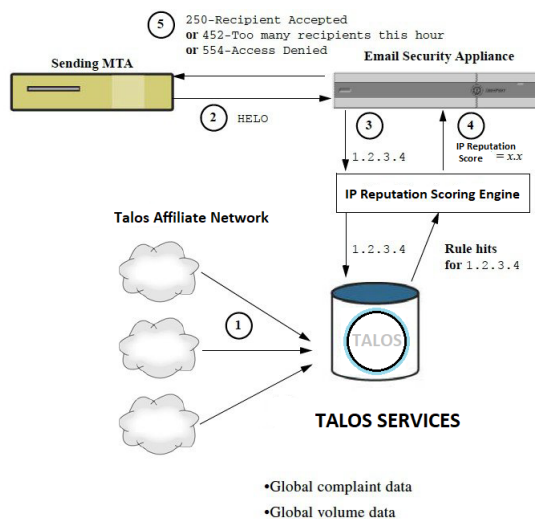 5
250-Recipient Accepted
or 452-Too many recipients this hour
or 554-Access Denied
Sending MTA
Email Security Appliance
2 HELO
3
4
1.2.3.4
IP Reputation
Score = x.x
IP Reputation Scoring Engine
Talos Affiliate Network
1.2.3.4
Rule hits
for 1.2.3.4
1
TALOS
TALOS SERVICES
•Global complaint data
•Global volume data